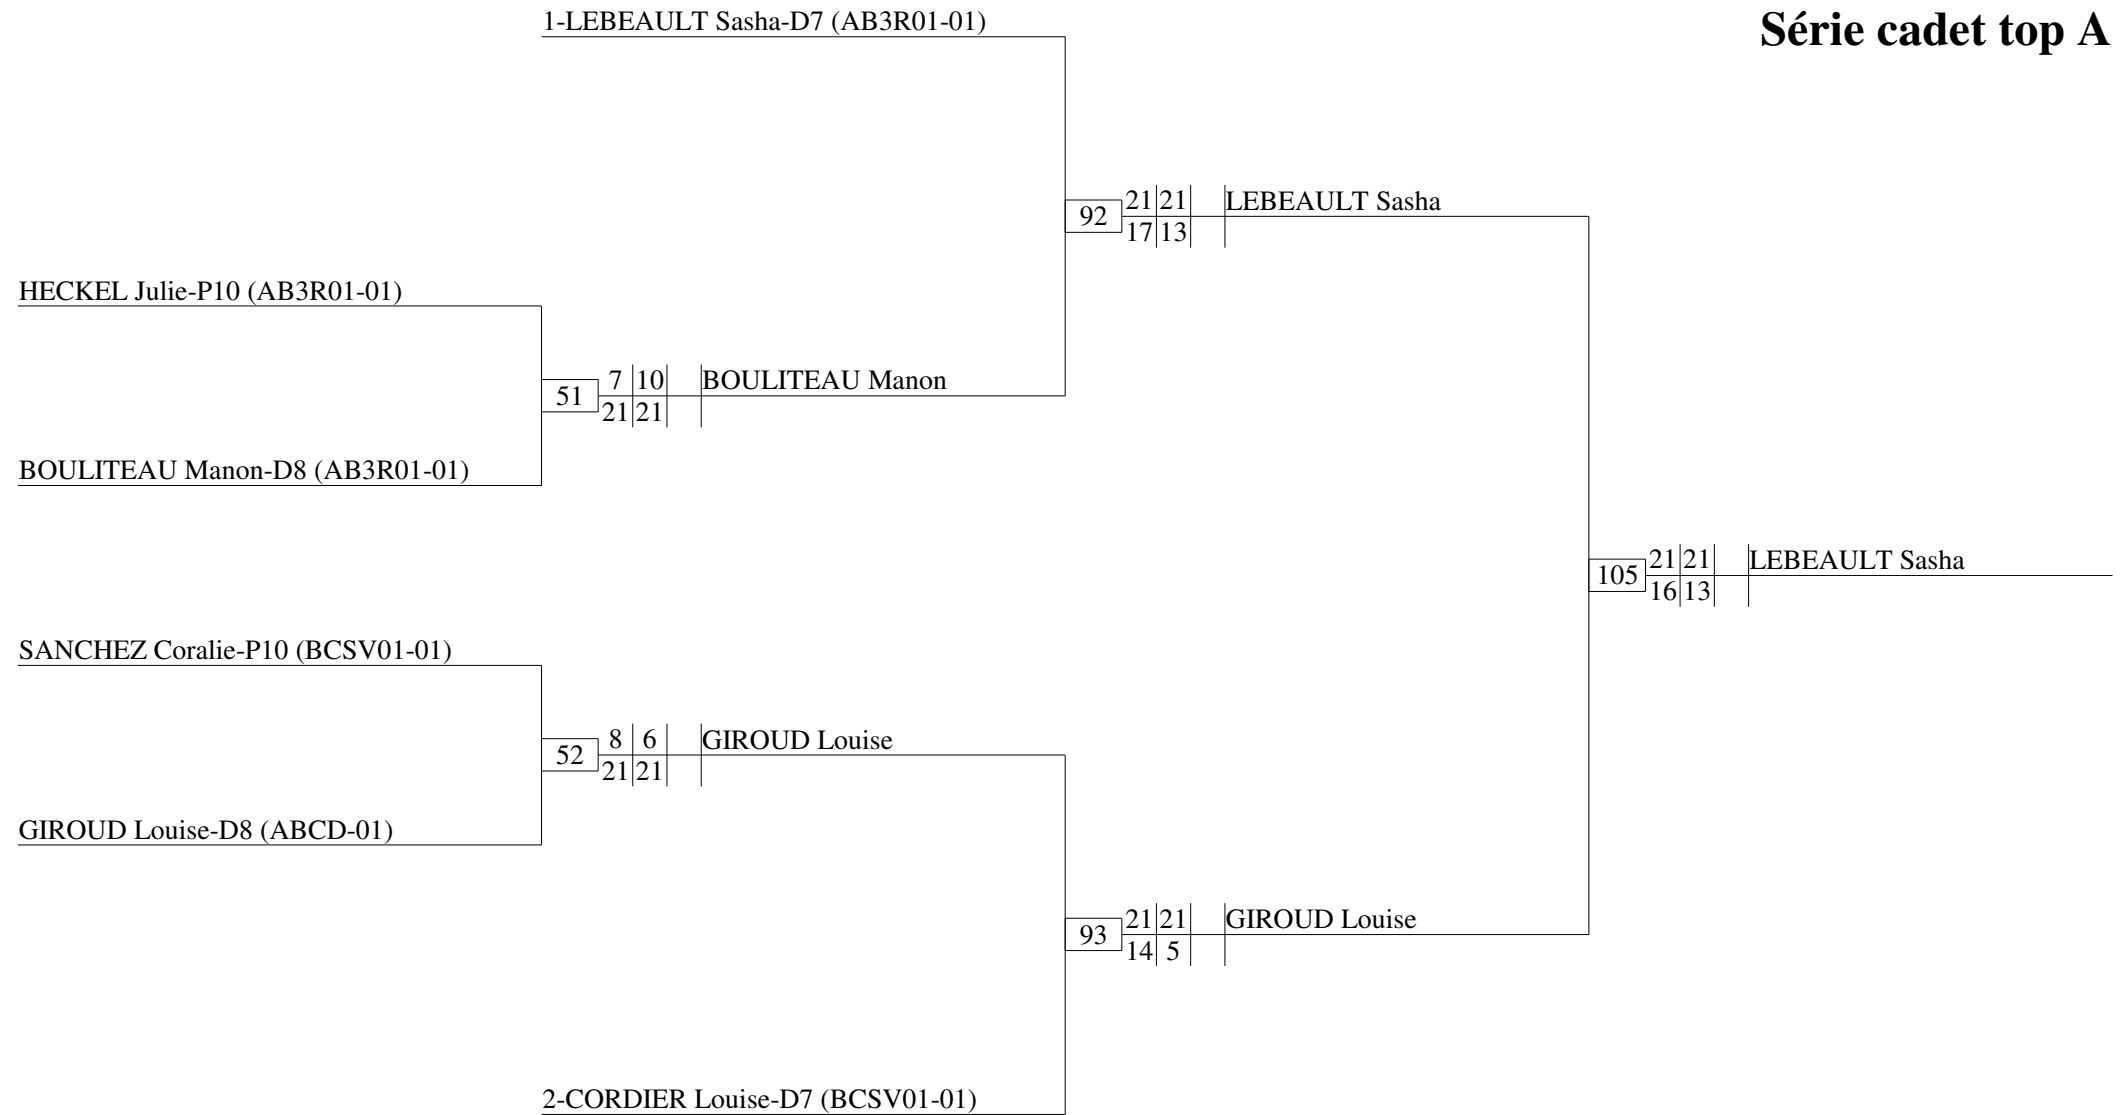 1-LEBEAULT Sasha-D7 (AB3R01-01)
Série cadet top A
92 21 21 LEBEAULT Sasha
17 13
HECKEL Julie-P10 (AB3R01-01)
51 7 10 BOULITEAU Manon
21 21
BOULITEAU Manon-D8 (AB3R01-01)
105 21 21 LEBEAULT Sasha
16 13
SANCHEZ Coralie-P10 (BCSV01-01)
52 8 6 GIROUD Louise
21 21
GIROUD Louise-D8 (ABCD-01)
93 21 21 GIROUD Louise
14 5
2-CORDIER Louise-D7 (BCSV01-01)